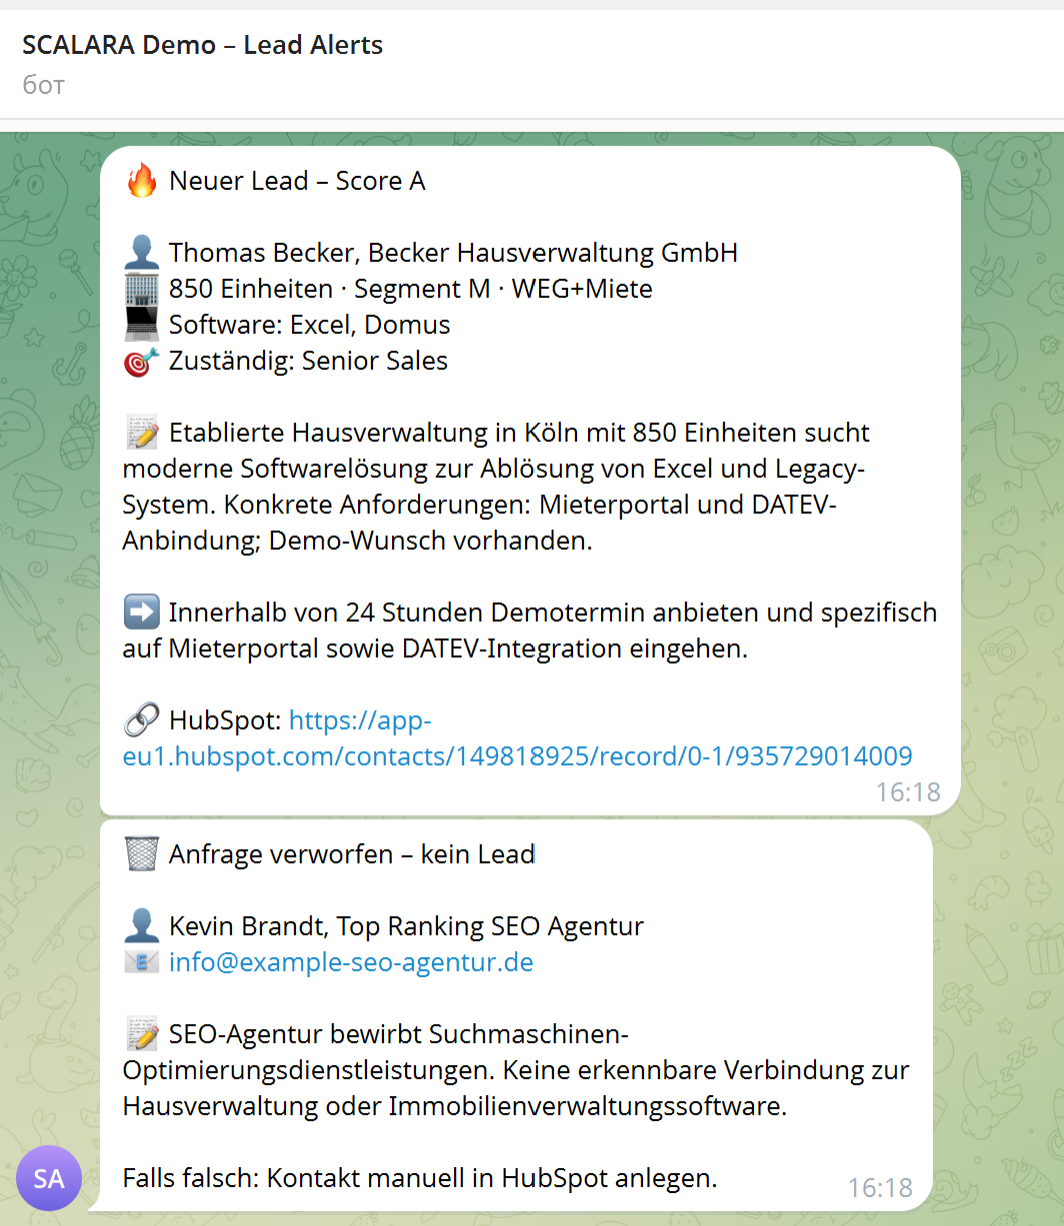 SCALARA Demo – Lead Alerts
бот
🔥 Neuer Lead – Score A
👤 Thomas Becker, Becker Hausverwaltung GmbH
🏢 850 Einheiten · Segment M · WEG+Miete
💻 Software: Excel, Domus
🎯 Zuständig: Senior Sales
📝 Etablierte Hausverwaltung in Köln mit 850 Einheiten sucht
moderne Softwarelösung zur Ablösung von Excel und Legacy-
System. Konkrete Anforderungen: Mieterportal und DATEV-
Anbindung; Demo-Wunsch vorhanden.
➡️ Innerhalb von 24 Stunden Demotermin anbieten und spezifisch
auf Mieterportal sowie DATEV-Integration eingehen.
🔗 HubSpot: https://app-
eu1.hubspot.com/contacts/149818925/record/0-1/935729014009
16:18
🗑️ Anfrage verworfen – kein Lead
👤 Kevin Brandt, Top Ranking SEO Agentur
📧 info@example-seo-agentur.de
📝 SEO-Agentur bewirbt Suchmaschinen-
Optimierungsdienstleistungen. Keine erkennbare Verbindung zur
Hausverwaltung oder Immobilienverwaltungssoftware.
Falls falsch: Kontakt manuell in HubSpot anlegen.
16:18
SA